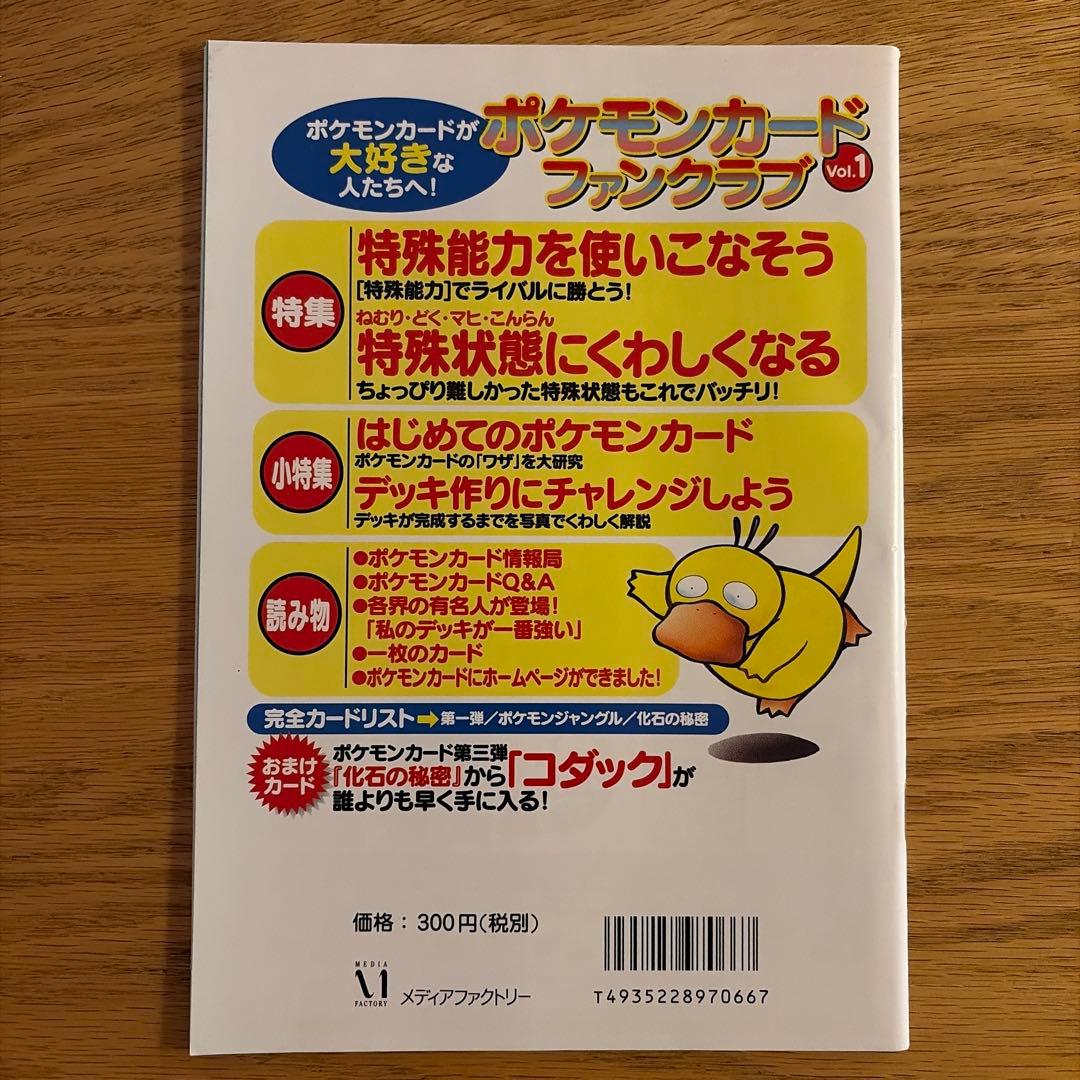 ポケモンカードが
大好きな
人たちへ!
ポケモンカード
ファンクラブ
Vol.1
特集
特殊能力を使いこなそう
[特殊能力]でライバルに勝とう!
ねむり・どく・マヒ・こんらん
特殊状態にくわしくなる
ちょっぴり難しかった特殊状態もこれでバッチリ!
小特集
はじめてのポケモンカード
ポケモンカードの「ワザ」を大研究
デッキ作りにチャレンジしよう
デッキが完成するまでを写真でくわしく解説
読み物
●ポケモンカード情報局
●ポケモンカードQ&A
●各界の有名人が登場!
「私のデッキが一番強い」
●一枚のカード
●ポケモンカードにホームページができました!
完全カードリスト➡第一弾/ポケモンジャングル/化石の秘密
おまけ
カード
ポケモンカード第三弾
『化石の秘密』から「コダック」が
誰よりも早く手に入る!
価格:300円(税別)
MEDIA
FACTORY
メディアファクトリー
T4935228970667